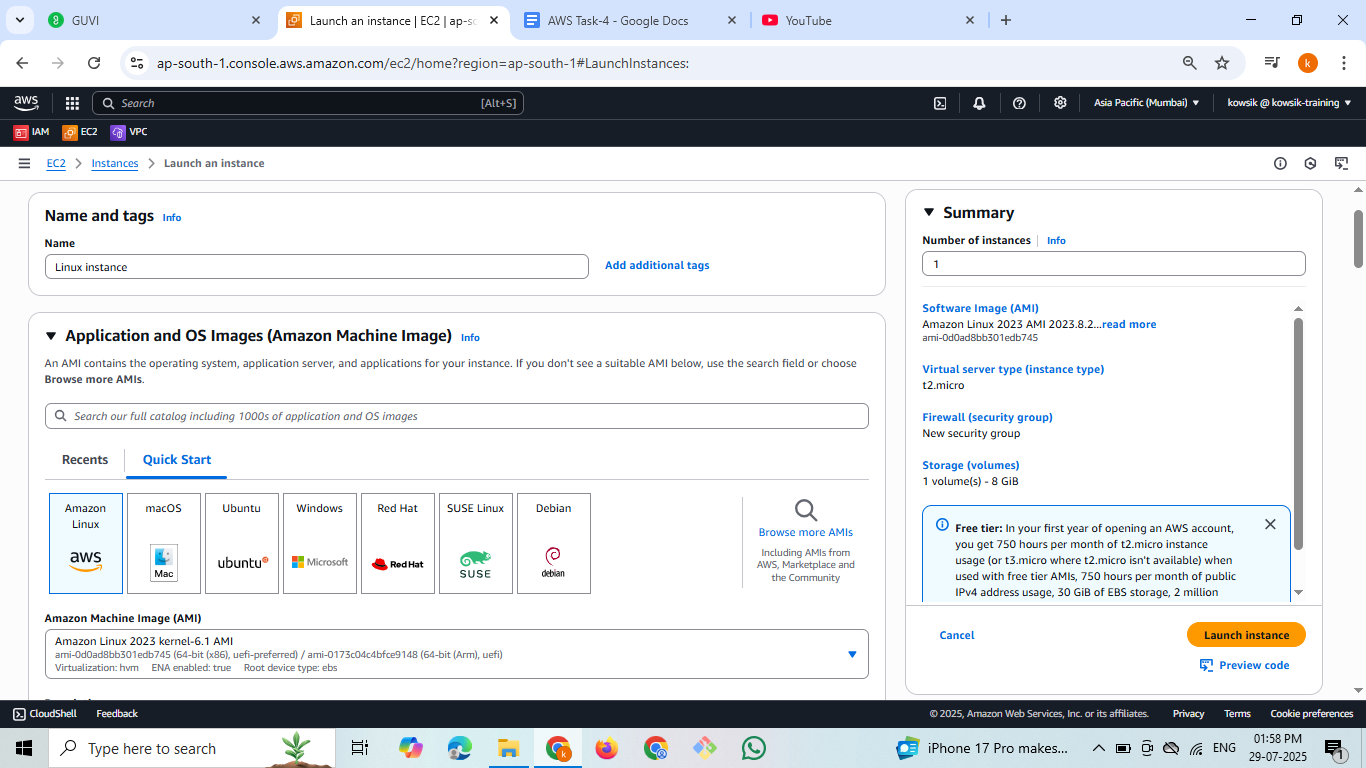 GUVI
Launch an instance | EC2 | ap-so
AWS Task-4 - Google Docs
YouTube
ap-south-1.console.aws.amazon.com/ec2/home?region=ap-south-1#LaunchInstances:
k
aws
Search
[Alt+S]
Asia Pacific (Mumbai)
kowsik @ kowsik-training
IAM
EC2
VPC
EC2
Instances
Launch an instance
Name and tags Info
Name
Linux instance
Add additional tags
Application and OS Images (Amazon Machine Image) Info
An AMI contains the operating system, application server, and applications for your instance. If you don't see a suitable AMI below, use the search field or choose
Browse more AMIs.
Search our full catalog including 1000s of application and OS images
Recents
Quick Start
Amazon
Linux
aws
macOS
Mac
Ubuntu
ubuntu
Windows
Microsoft
Red Hat
Red Hat
SUSE Linux
SUSE
Debian
debian
Browse more AMIs
Including AMIs from
AWS, Marketplace and
the Community
Amazon Machine Image (AMI)
Amazon Linux 2023 kernel-6.1 AMI
ami-0d0ad8bb301edb745 (64-bit (x86), uefi-preferred) / ami-0173c04c4bfce9148 (64-bit (Arm), uefi)
Virtualization: hvm ENA enabled: true Root device type: ebs
Summary
Number of instances Info
1
Software Image (AMI)
Amazon Linux 2023 AMI 2023.8.2...read more
ami-0d0ad8bb301edb745
Virtual server type (instance type)
t2.micro
Firewall (security group)
New security group
Storage (volumes)
1 volume(s) - 8 GiB
Free tier: In your first year of opening an AWS account,
you get 750 hours per month of t2.micro instance
usage (or t3.micro where t2.micro isn't available) when
used with free tier AMIs, 750 hours per month of public
IPv4 address usage, 30 GiB of EBS storage, 2 million
Cancel
Launch instance
Preview code
CloudShell
Feedback
© 2025, Amazon Web Services, Inc. or its affiliates.
Privacy
Terms
Cookie preferences
Type here to search
iPhone 17 Pro makes...
ENG
01:58 PM
29-07-2025
1